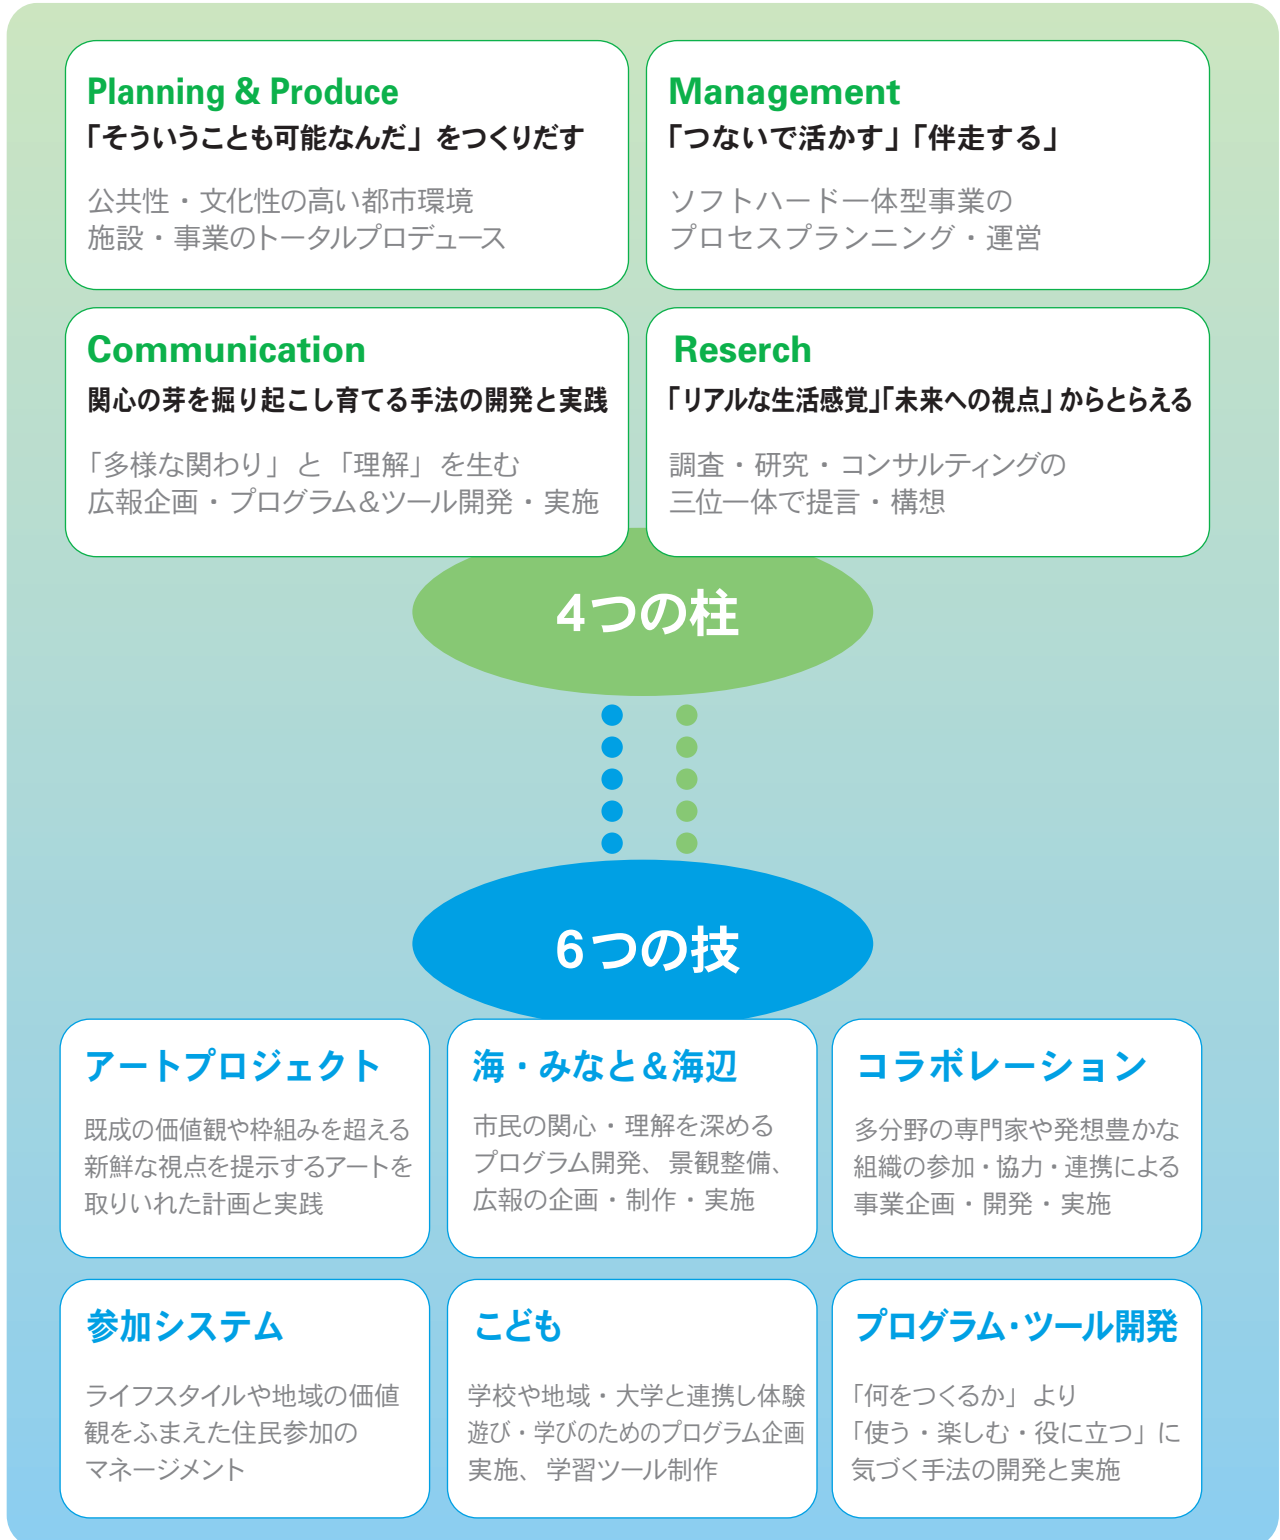 Planning & Produce
「そういうことも可能なんだ」をつくりだす
公共性・文化性の高い都市環境
施設・事業のトータルプロデュース
Management
「つないで活かす」「伴走する」
ソフトハード一体型事業の
プロセスプランニング・運営
Communication
関心の芽を掘り起こし育てる手法の開発と実践
「多様な関わり」と「理解」を生む
広報企画・プログラム&ツール開発・実施
Reserch
「リアルな生活感覚」「未来への視点」からとらえる
調査・研究・コンサルティングの
三位一体で提言・構想
4つの柱
6つの技
アートプロジェクト
既成の価値観や枠組みを超える
新鮮な視点を提示するアートを
取りいれた計画と実践
海・みなと&海辺
市民の関心・理解を深める
プログラム開発、景観整備、
広報の企画・制作・実施
コラボレーション
多分野の専門家や発想豊かな
組織の参加・協力・連携による
事業企画・開発・実施
参加システム
ライフスタイルや地域の価値
観をふまえた住民参加の
マネージメント
こども
学校や地域・大学と連携し体験
遊び・学びのためのプログラム企画
実施、学習ツール制作
プログラム・ツール開発
「何をつくるか」より
「使う・楽しむ・役に立つ」に
気づく手法の開発と実施